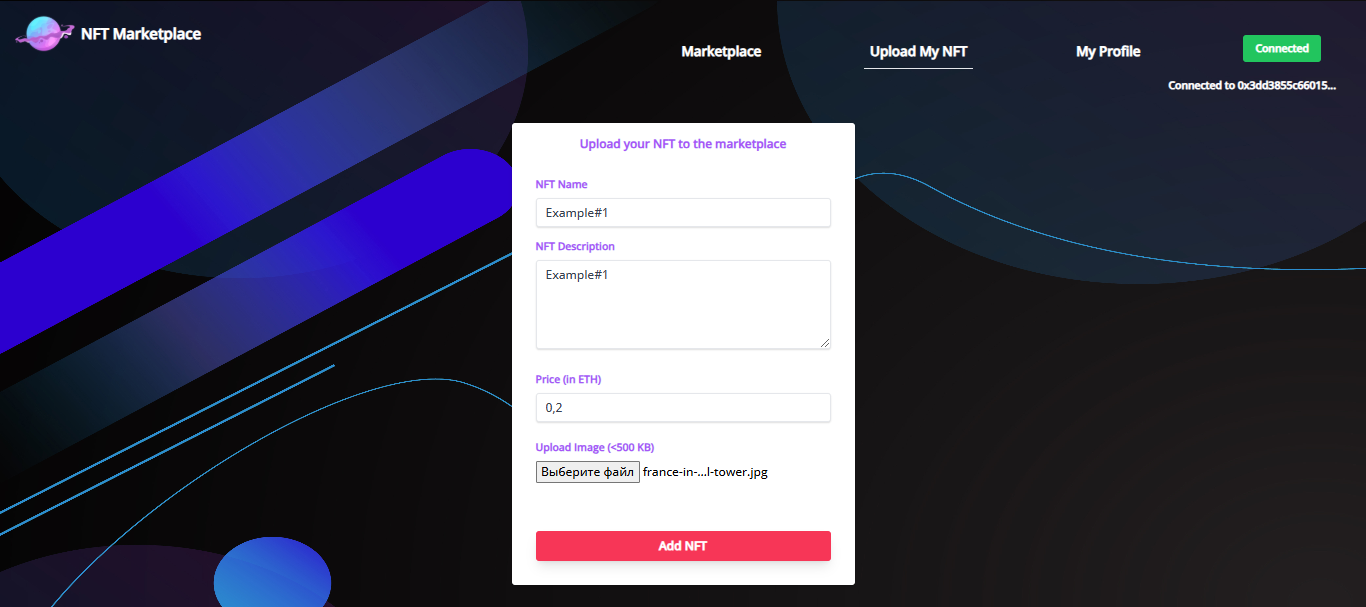 NFT Marketplace
Marketplace
Upload My NFT
My Profile
Connected
Connected to 0x3dd3855c66015...
Upload your NFT to the marketplace
NFT Name
Example#1
NFT Description
Example#1
Price (in ETH)
0,2
Upload Image (<500 KB)
Выберите файл france-in-...l-tower.jpg
Add NFT